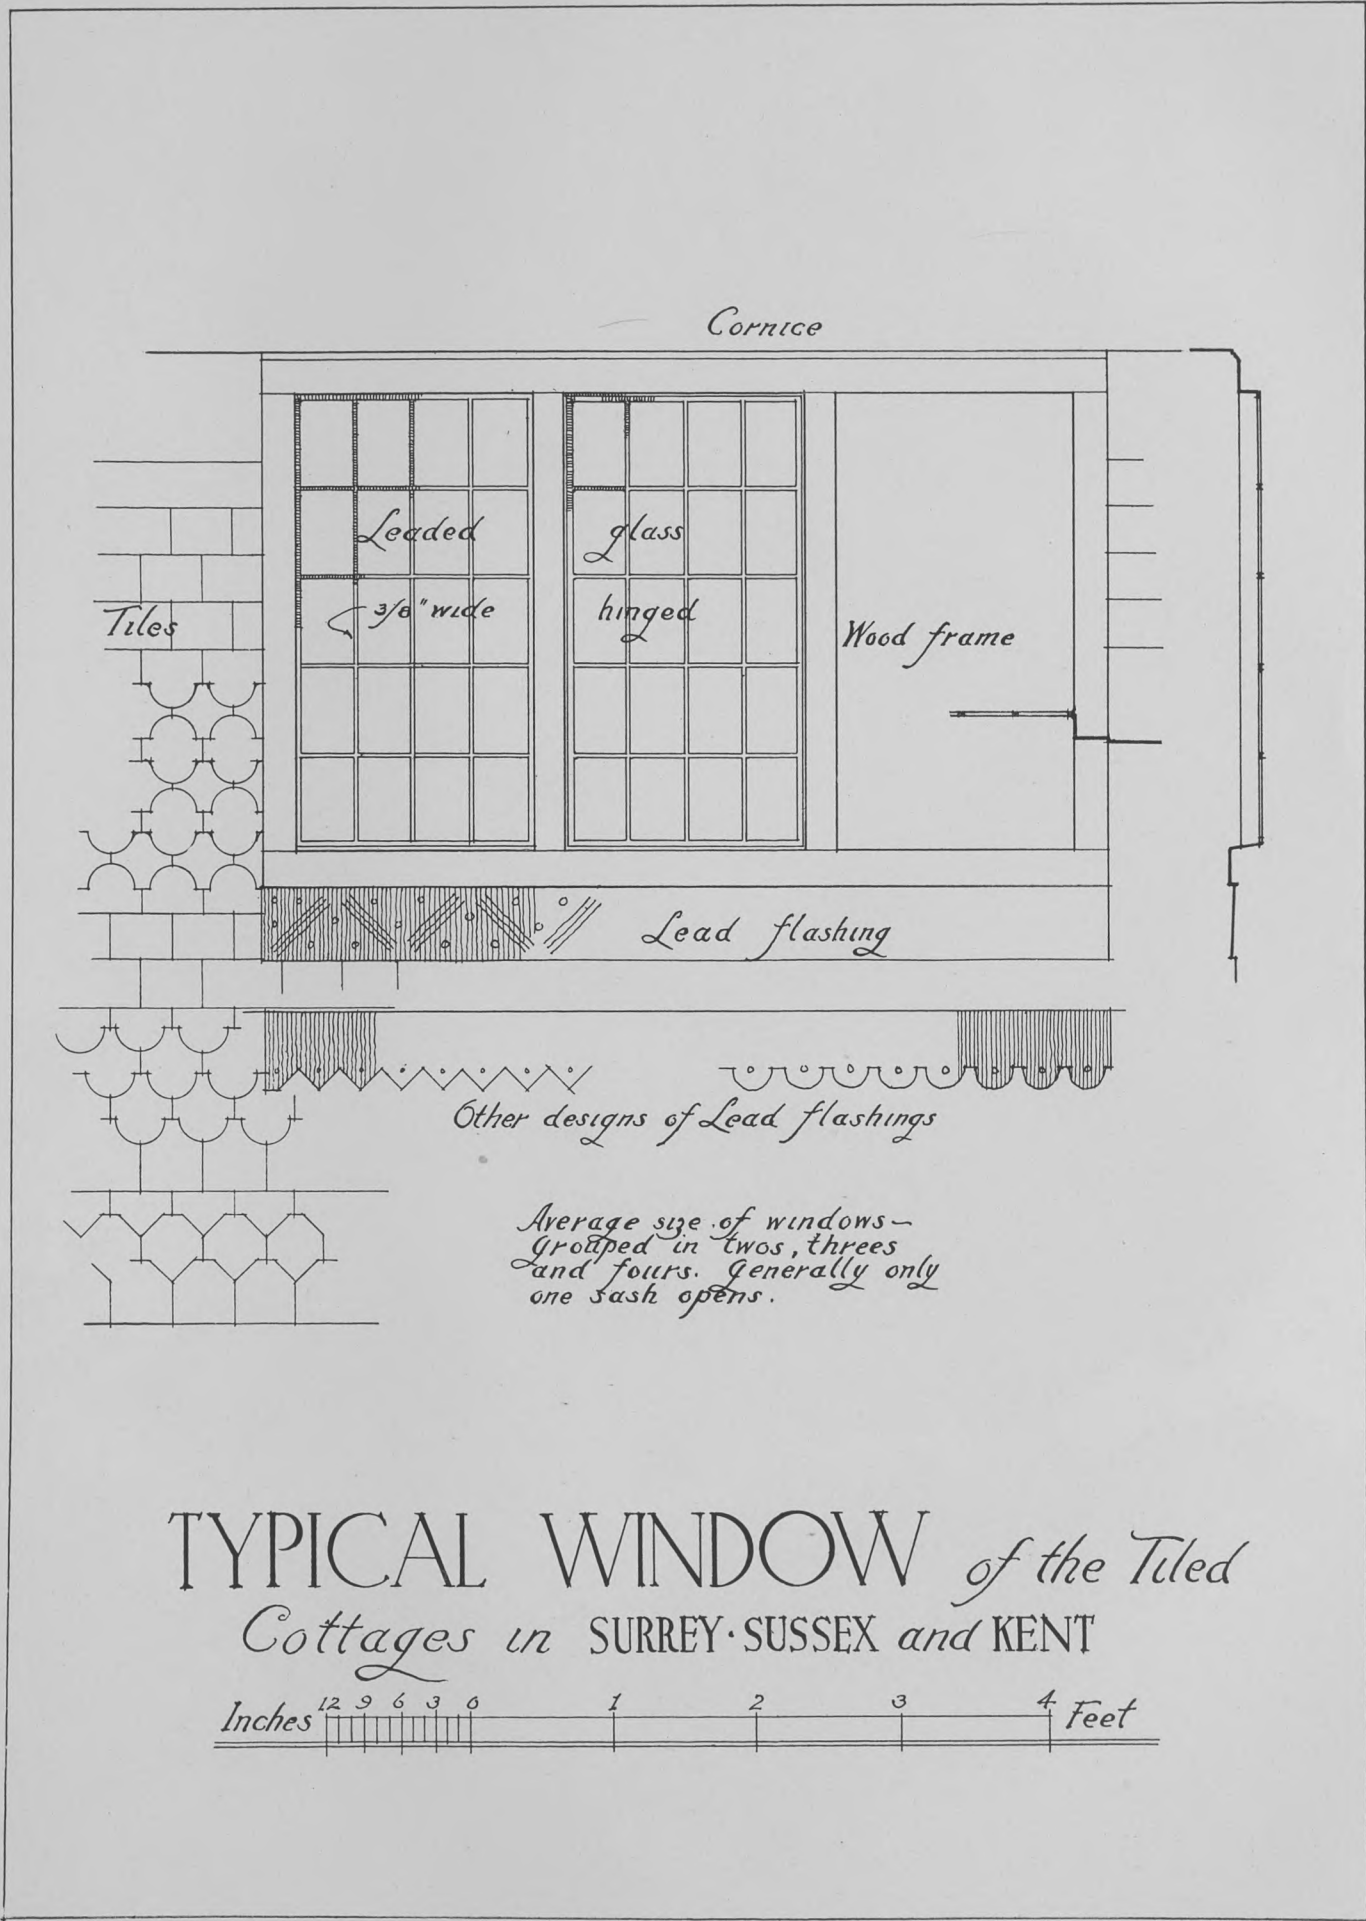 Cornice
Leaded glass
3/8" wide
hinged
Tiles
Wood frame
Lead flashing
Other designs of Lead flashings
Average size of windows—
grouped in twos, threes
and fours. Generally only
one sash opens.
TYPICAL WINDOW of the Tiled
Cottages in SURREY·SUSSEX and KENT
Inches 12 9 6 3 0 1 2 3 4 Feet